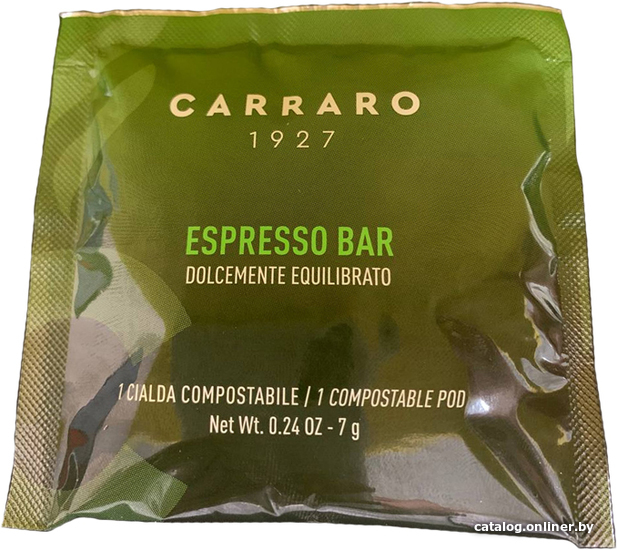 CARRARO
1927
ESPRESSO BAR
DOLCEMENTE EQUILIBRATO
1 CIALDA COMPOSTABILE / 1 COMPOSTABLE POD
Net Wt. 0.24 OZ - 7 g
catalog.onliner.by